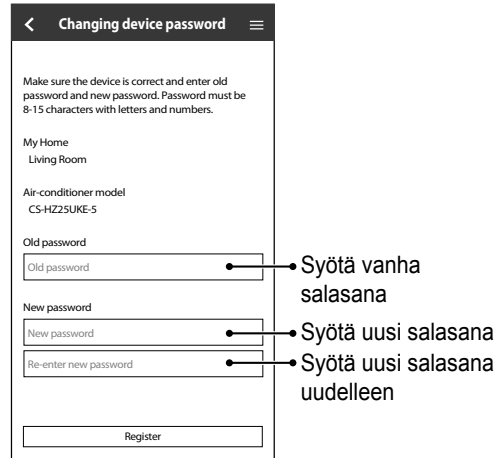 Changing device password
Make sure the device is correct and enter old
password and new password. Password must be
8-15 characters with letters and numbers.
My Home
Living Room
Air-conditioner model
CS-HZ25UKE-5
Old password
Old password
Syötä vanha
salasana
New password
New password
Syötä uusi salasana
Re-enter new password
Syötä uusi salasana
uudelleen
Register